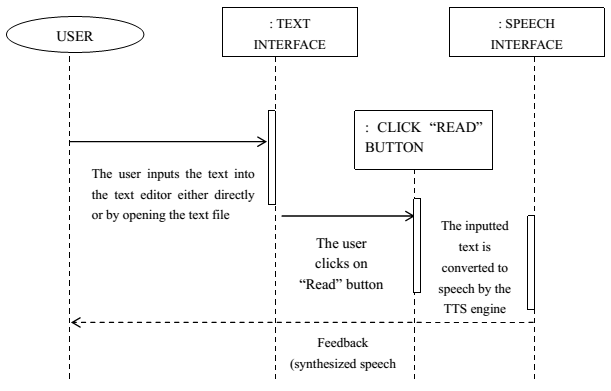 USER
: TEXT
INTERFACE
: SPEECH
INTERFACE
: CLICK “READ”
BUTTON
The user inputs the text into
the text editor either directly
or by opening the text file
The user
clicks on
“Read” button
The inputted
text is
converted to
speech by the
TTS engine
Feedback
(synthesized speech